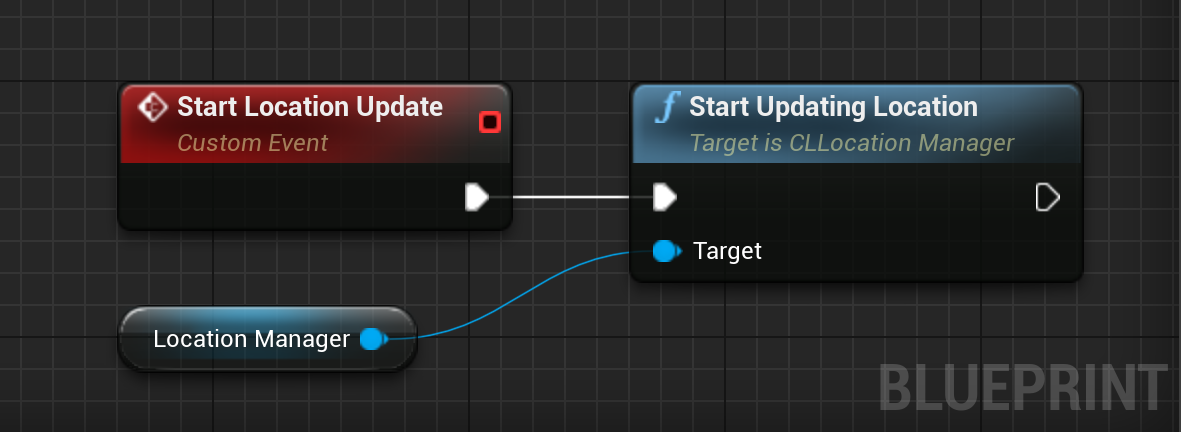 Start Location Update
Custom Event
Start Updating Location
Target is CLLocation Manager
Target
Location Manager
BLUEPRINT